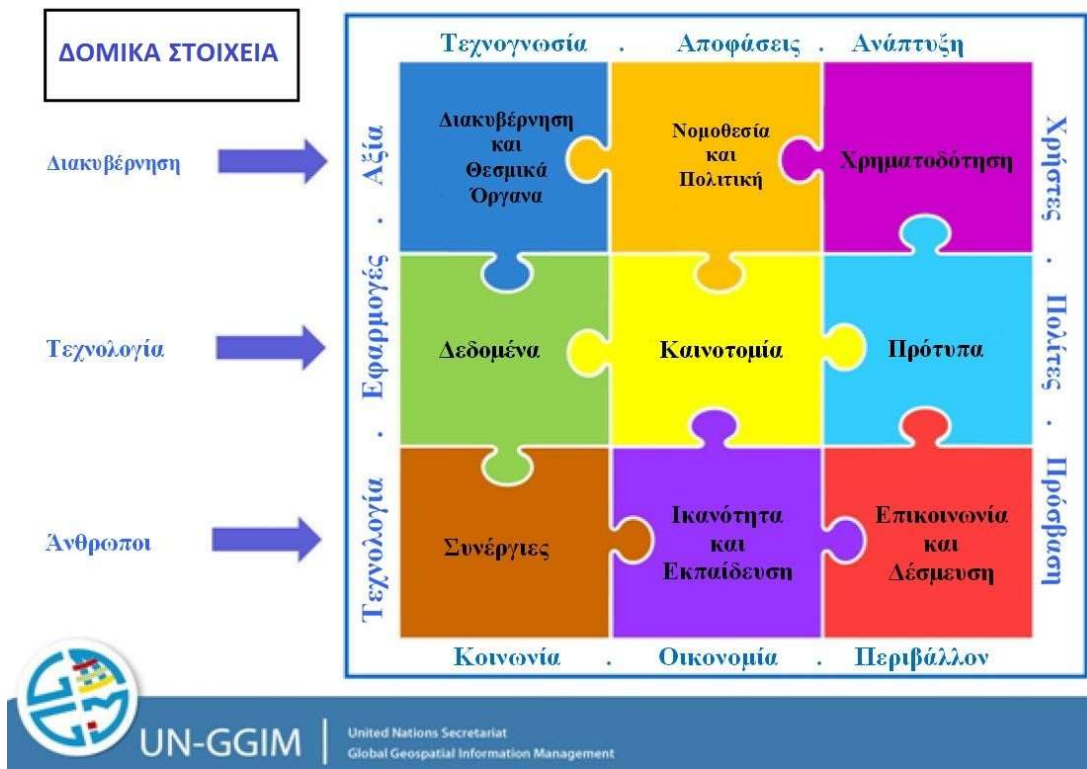 ΔΟΜΙΚΑ ΣΤΟΙΧΕΙΑ
Τεχνογνωσία . Αποφάσεις . Ανάπτυξη
Διακυβέρνηση
Τεχνολογία
Άνθρωποι
Τεχνολογία . Εφαρμογές . Αξία
Διακυβέρνηση
και
Θεσμικά
Όργανα
Νομοθεσία
και
Πολιτική
Χρηματοδότηση
Δεδομένα
Καινοτομία
Πρότυπα
Συνέργιες
Ικανότητα
και
Εκπαίδευση
Επικοινωνία
και
Δέσμευση
Χρήστες . Πολίτες . Πρόσβαση
Κοινωνία . Οικονομία . Περιβάλλον
UN-GGIM
United Nations Secretariat
Global Geospatial Information Management